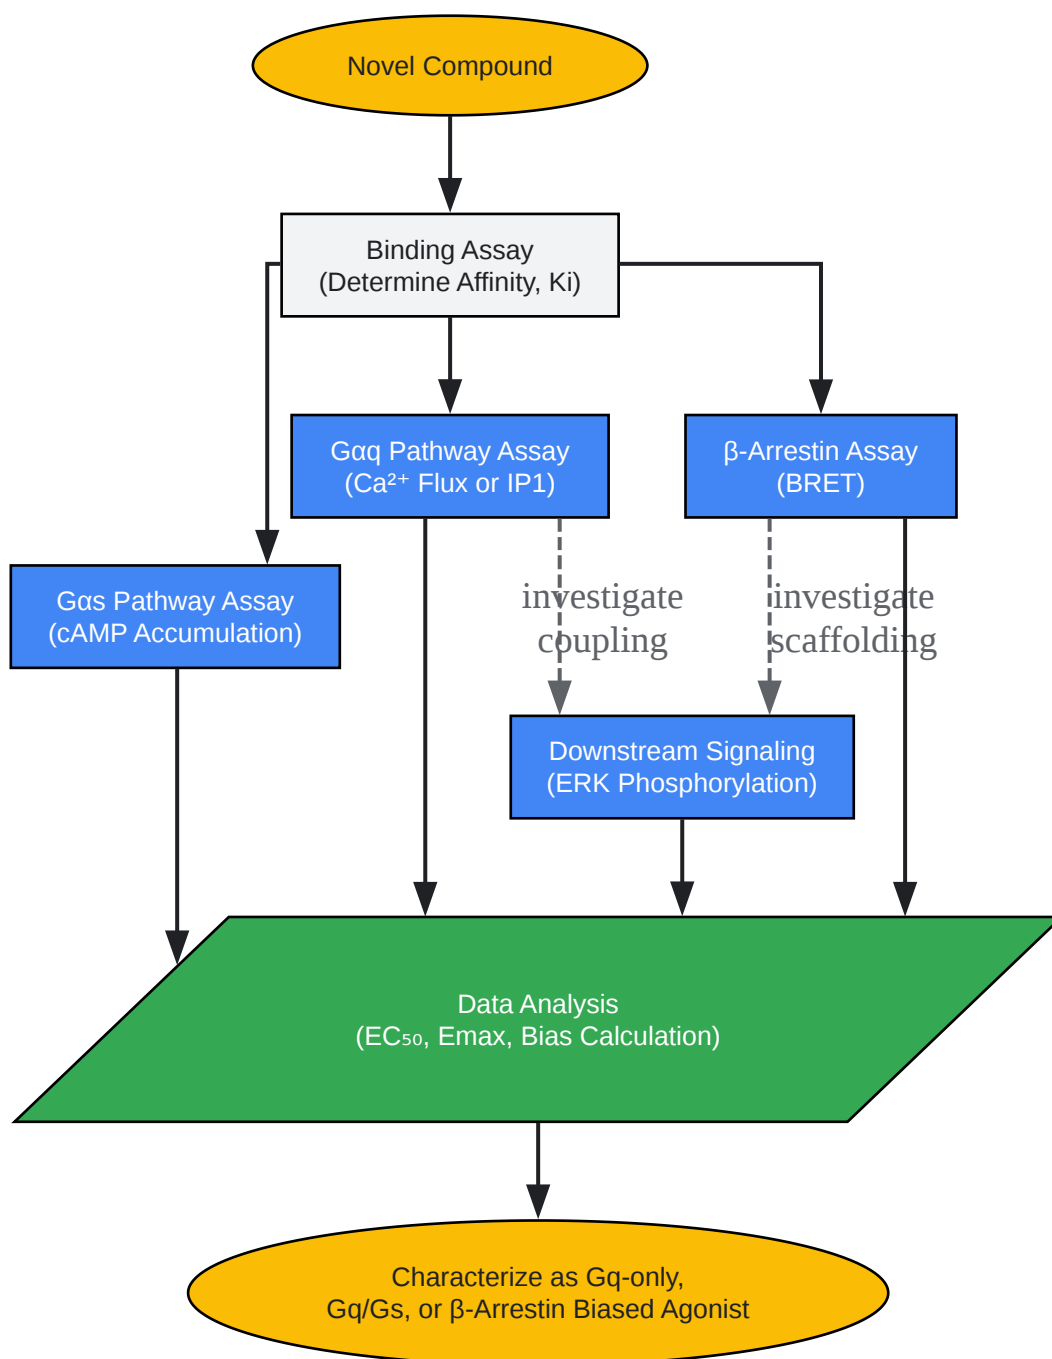 Novel Compound
Binding Assay
(Determine Affinity, Ki)
Gαq Pathway Assay
(Ca²⁺ Flux or IP1)
β-Arrestin Assay
(BRET)
Gαs Pathway Assay
(cAMP Accumulation)
investigate
coupling
investigate
scaffolding
Downstream Signaling
(ERK Phosphorylation)
Data Analysis
(EC₅₀, Emax, Bias Calculation)
Characterize as Gq-only,
Gq/Gs, or β-Arrestin Biased Agonist